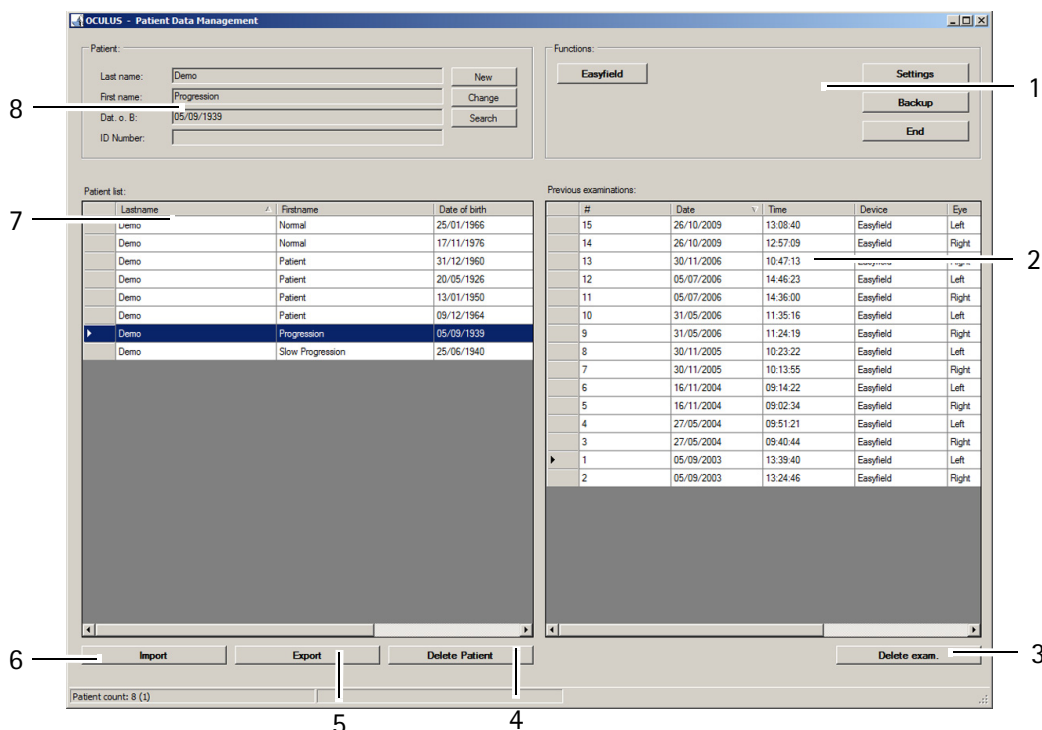 OCULUS - Patient Data Management
Patient:
Last name: Demo New
First name: Progression Change
Dat. o. B: 05/09/1939 Search
ID Number:
8
Functions:
Easyfield Settings
Backup
End
1
Patient list:
7
Lastname Firstname Date of birth
Demo Normal 25/01/1966
Demo Normal 17/11/1976
Demo Patient 31/12/1960
Demo Patient 20/05/1926
Demo Patient 13/01/1950
Demo Patient 09/12/1964
Demo Progression 05/09/1939
Demo Slow Progression 25/06/1940
Previous examinations:
# Date Time Device Eye
15 26/10/2009 13:08:40 Easyfield Left
14 26/10/2009 12:57:09 Easyfield Right
13 30/11/2006 10:47:13 Easyfield Right
2
12 05/07/2006 14:46:23 Easyfield Left
11 05/07/2006 14:36:00 Easyfield Right
10 31/05/2006 11:35:16 Easyfield Left
9 31/05/2006 11:24:19 Easyfield Right
8 30/11/2005 10:23:22 Easyfield Left
7 30/11/2005 10:13:55 Easyfield Right
6 16/11/2004 09:14:22 Easyfield Left
5 16/11/2004 09:02:34 Easyfield Right
4 27/05/2004 09:51:21 Easyfield Left
3 27/05/2004 09:40:44 Easyfield Right
1 05/09/2003 13:39:40 Easyfield Left
2 05/09/2003 13:24:46 Easyfield Right
6 Import Export Delete Patient Delete exam. 3
Patient count: 8 (1)
5 4